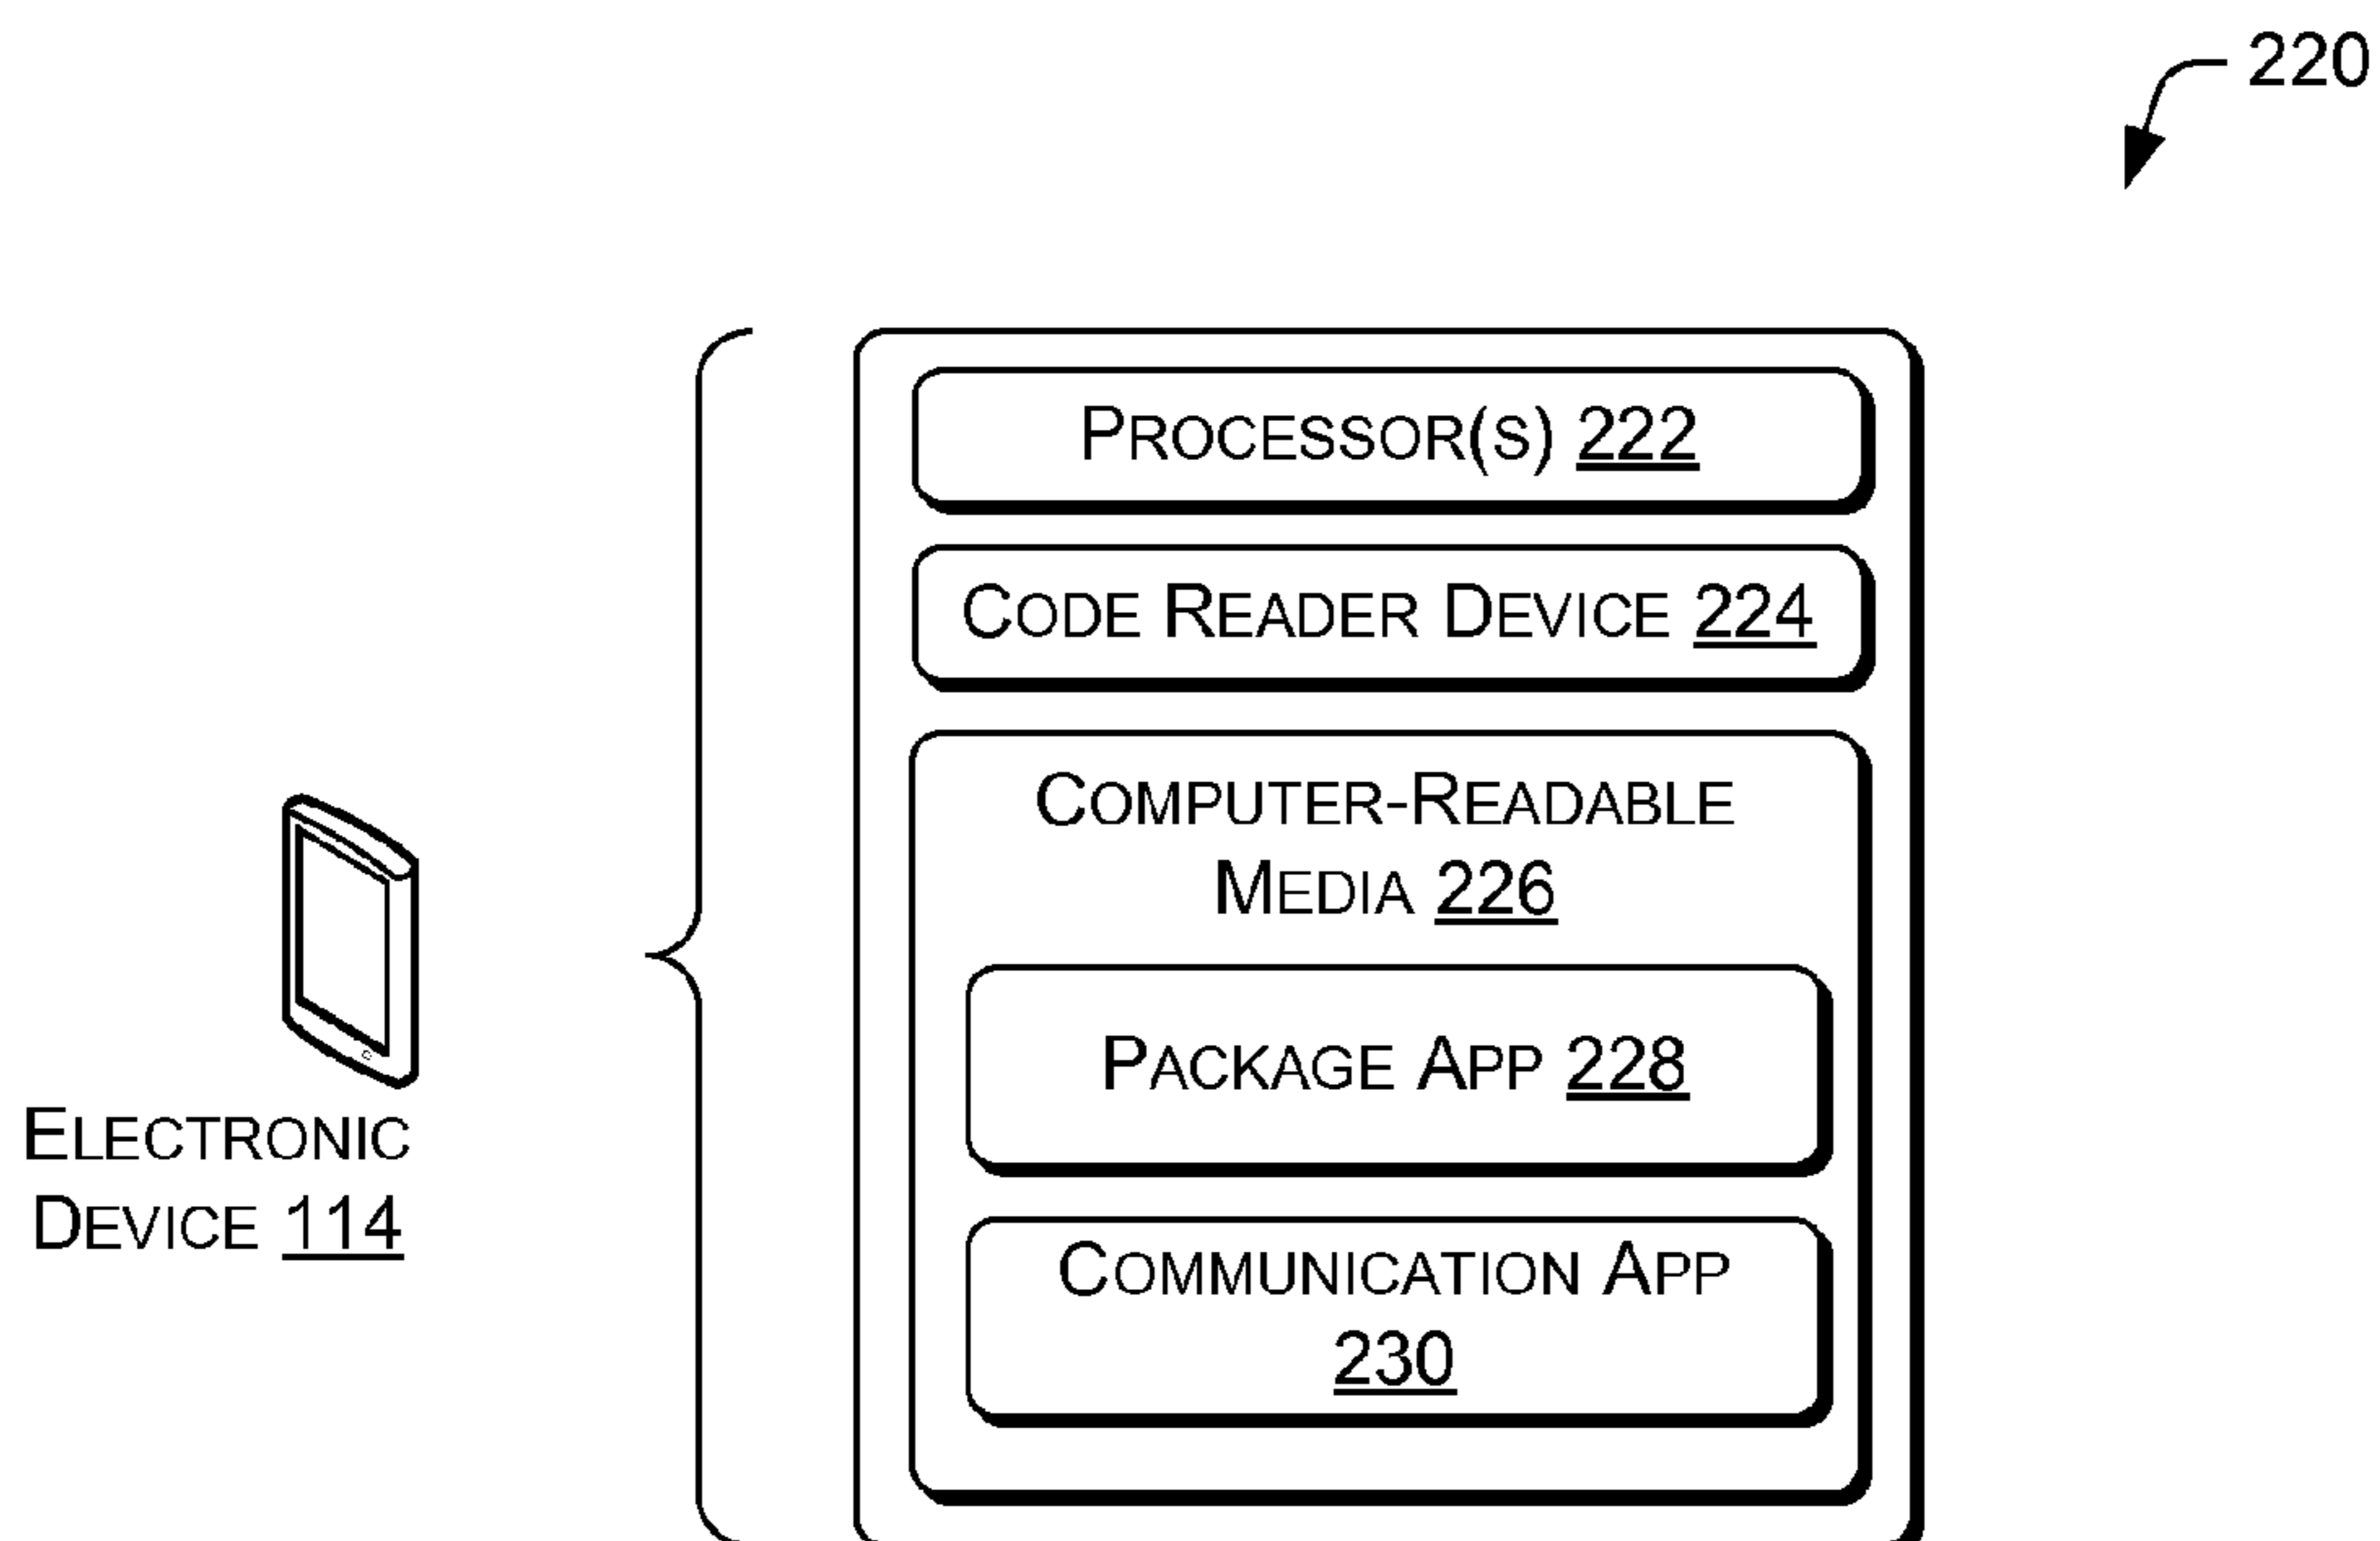 220
PROCESSOR(S) 222
CODE READER DEVICE 224
COMPUTER-READABLE
MEDIA 226
PACKAGE APP 228
ELECTRONIC
DEVICE 114
COMMUNICATION APP
230